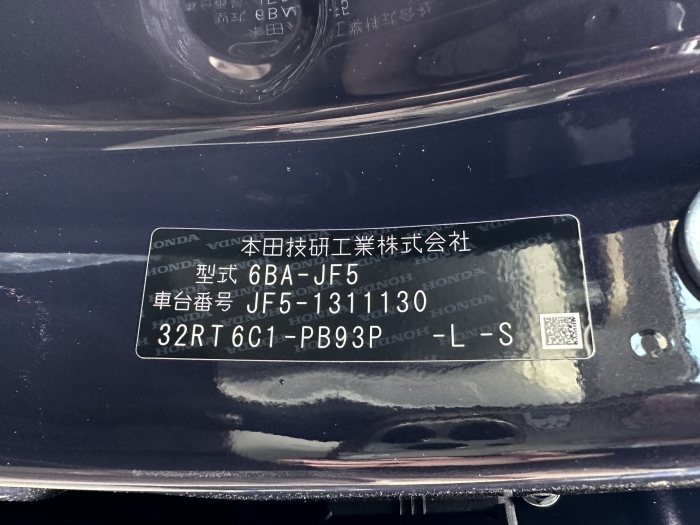 本田技研工業株式会社
型式 6BA-JF5
車台番号 JF5-1311130
32RT6C1-PB93P -L-S
HONDA